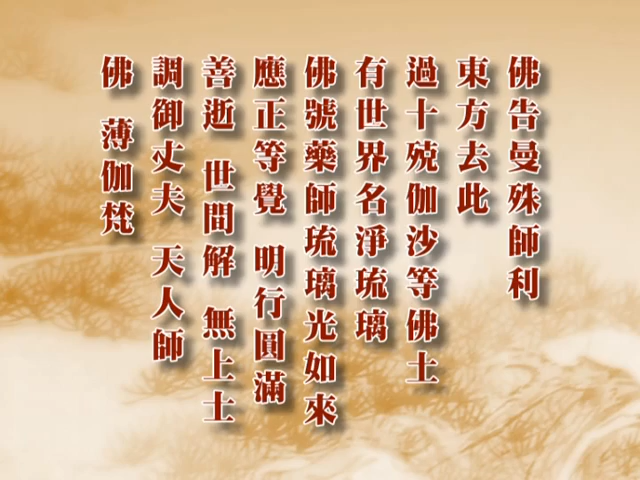 佛告曼殊師利
東方去此
過十殑伽沙等佛土
有世界名淨琉璃
佛號藥師琉璃光如來
應正等覺 明行圓滿
善逝 世間解 無上士
調御丈夫 天人師
佛 薄伽梵